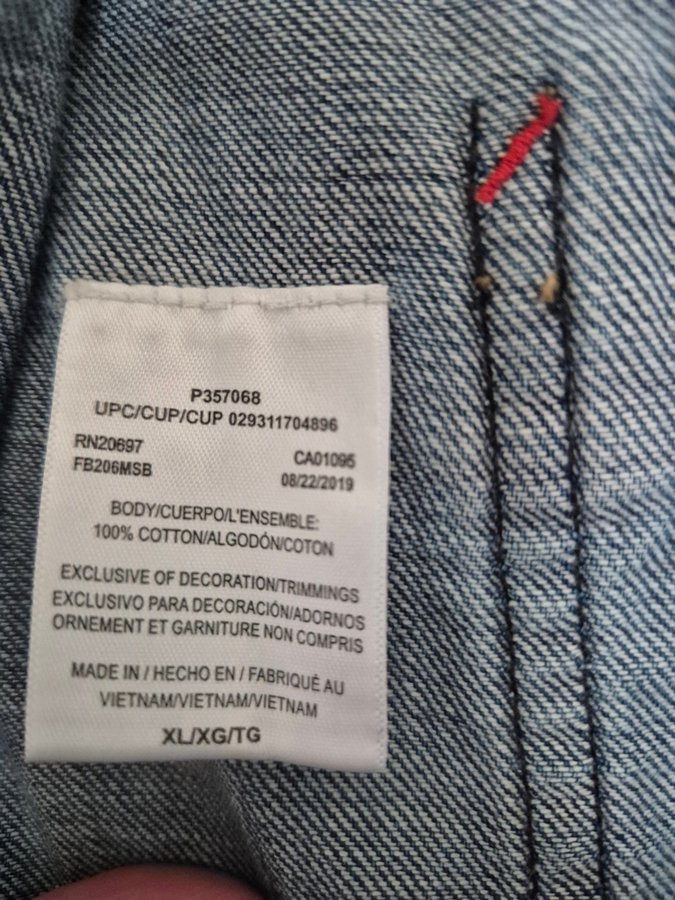 P357068
UPC/CUP/CUP 029311704896
RN20697 CA01095
FB206MSB 08/22/2019
BODY/CUERPO/L'ENSEMBLE:
100% COTTON/ALGODÓN/COTON
EXCLUSIVE OF DECORATION/TRIMMINGS
EXCLUSIVO PARA DECORACIÓN/ADORNOS
ORNEMENT ET GARNITURE NON COMPRIS
MADE IN / HECHO EN / FABRIQUÉ AU
VIETNAM/VIETNAM/VIETNAM
XL/XG/TG